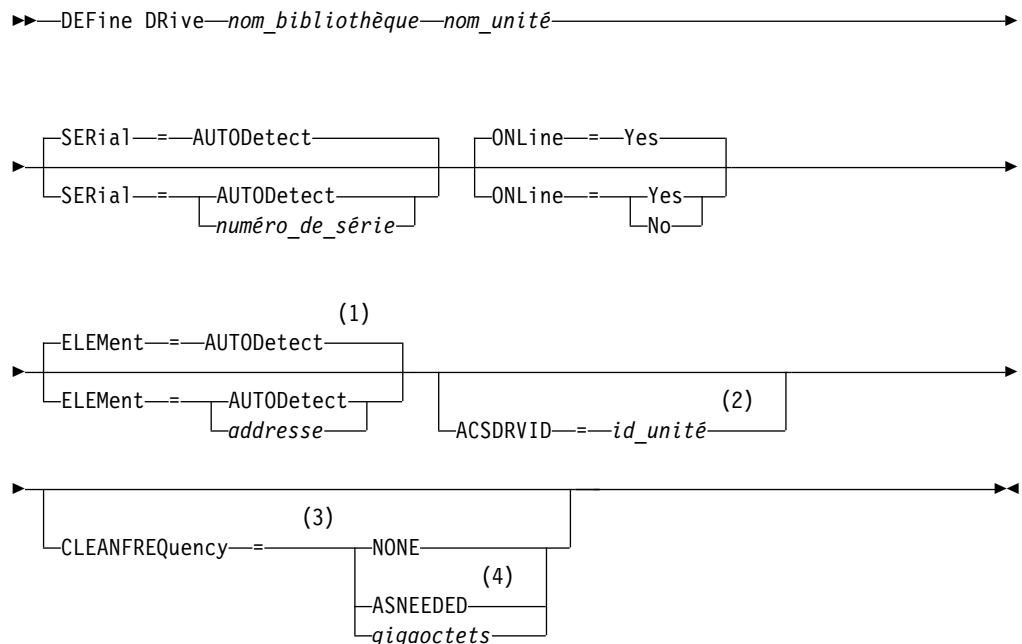 DEFine DRive nom_bibliothèque nom_unité
SERial = AUTODetect ONLine = Yes
SERial = AUTODetect ONLine = Yes
numéro_de_série No
(1)
ELEMent = AUTODetect
ELEMent = AUTODetect (2)
addresse ACSDRVID = id_unité
(3)
CLEANFREQuency = NONE
(4)
ASNEEDED
gigaoctets